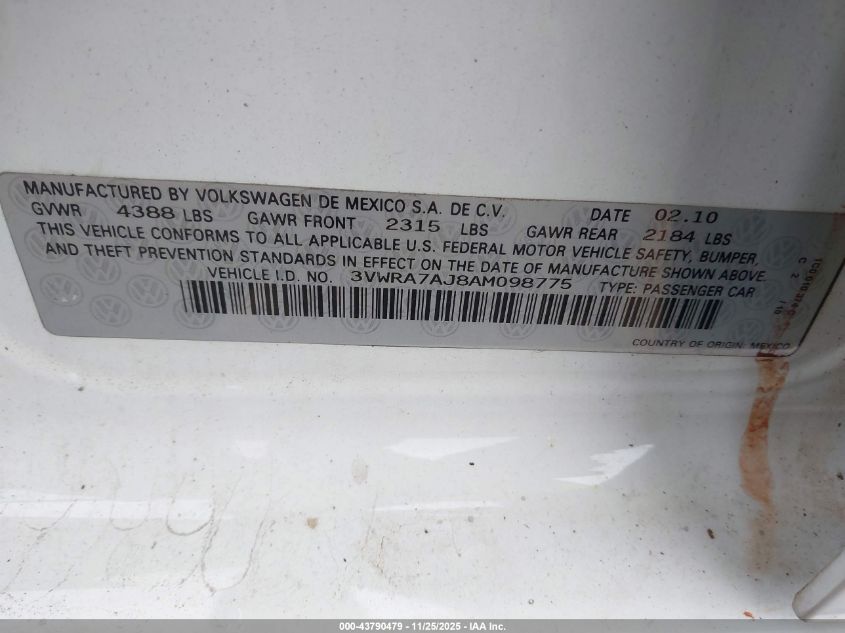 MANUFACTURED BY VOLKSWAGEN DE MEXICO S.A. DE C.V. DATE 02.10
GVWR 4388 LBS GAWR FRONT 2315 LBS GAWR REAR 2184 LBS
THIS VEHICLE CONFORMS TO ALL APPLICABLE U.S. FEDERAL MOTOR VEHICLE SAFETY, BUMPER,
AND THEFT PREVENTION STANDARDS IN EFFECT ON THE DATE OF MANUFACTURE SHOWN ABOVE.
VEHICLE I.D. NO. 3VWRA7AJ8AM098775 TYPE: PASSENGER CAR
COUNTRY OF ORIGIN: MEXICO
C 2 /10
000-43790479 - 11/25/2025 - IAA Inc.